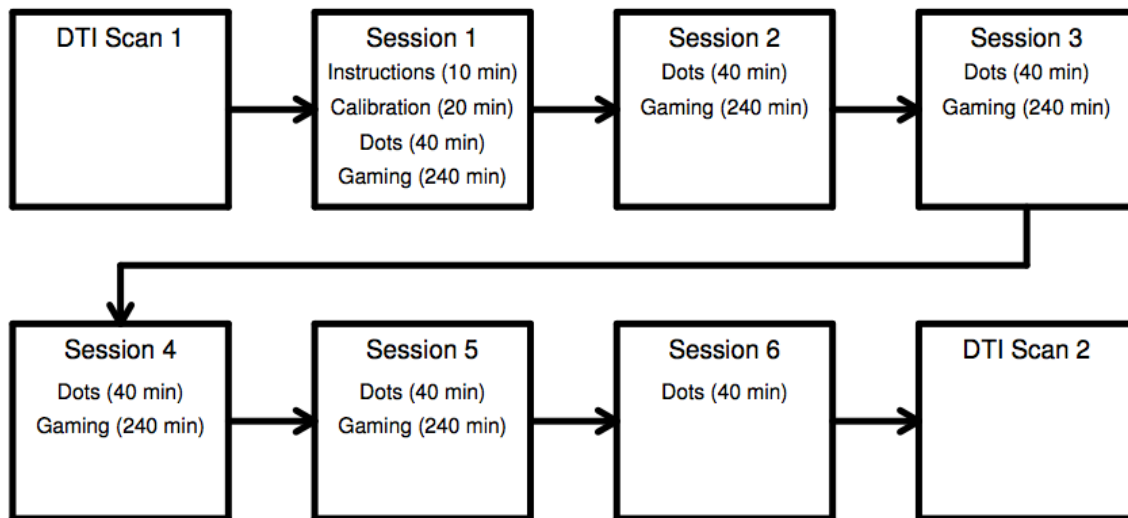 DTI Scan 1
Session 1
Instructions (10 min)
Calibration (20 min)
Dots (40 min)
Gaming (240 min)
Session 2
Dots (40 min)
Gaming (240 min)
Session 3
Dots (40 min)
Gaming (240 min)
Session 4
Dots (40 min)
Gaming (240 min)
Session 5
Dots (40 min)
Gaming (240 min)
Session 6
Dots (40 min)
DTI Scan 2